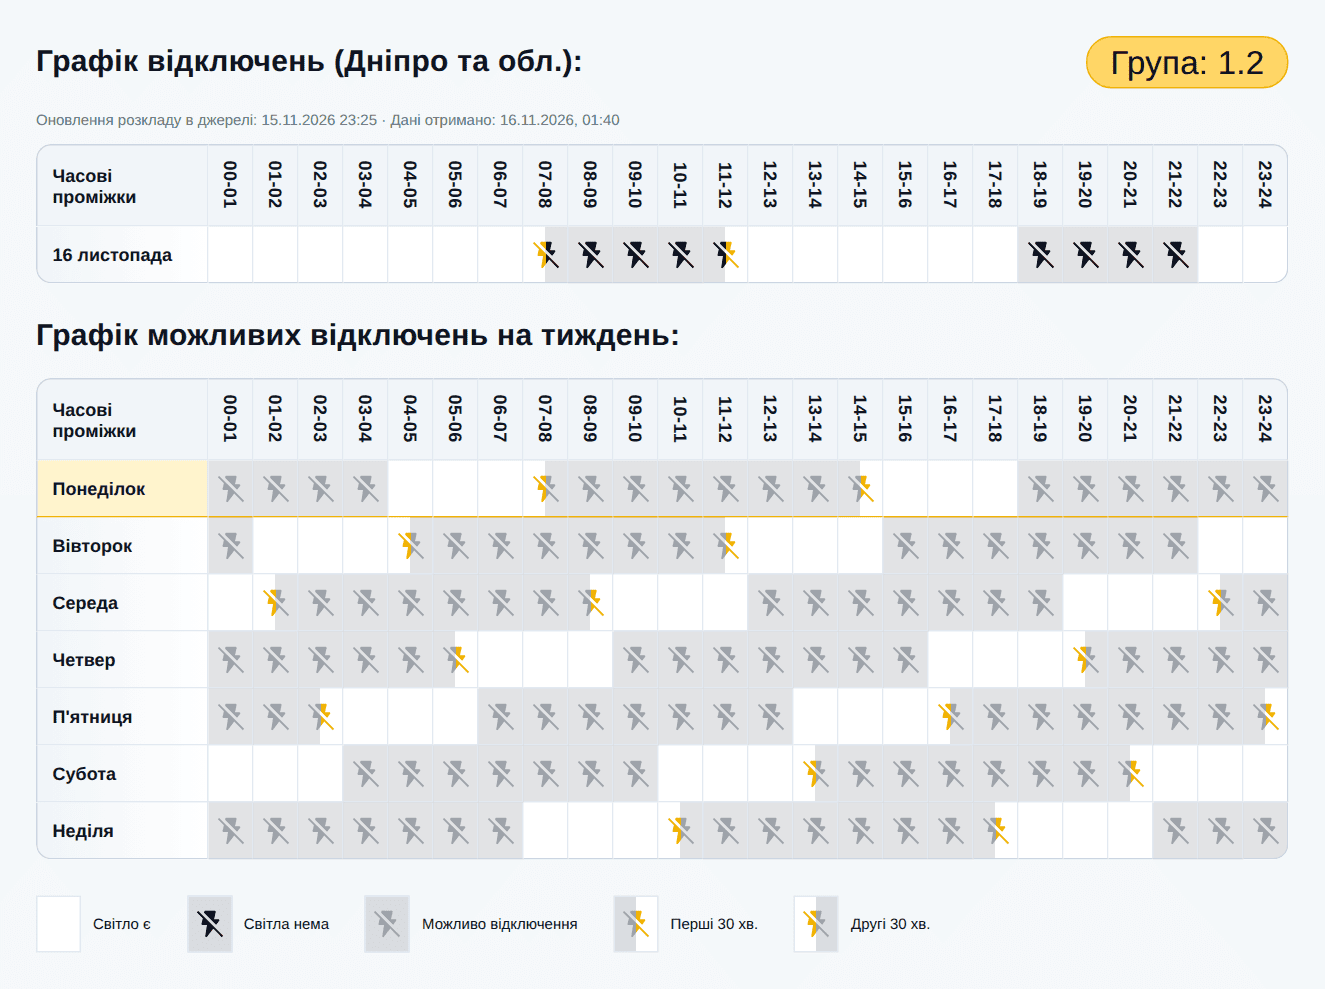 Графік відключень (Дніпро та обл.):
Група: 1.2
Оновлення розкладу в джерелі: 15.11.2026 23:25 · Дані отримано: 16.11.2026, 01:40
Часові проміжки 00-01 01-02 02-03 03-04 04-05 05-06 06-07 07-08 08-09 09-10 10-11 11-12 12-13 13-14 14-15 15-16 16-17 17-18 18-19 19-20 20-21 21-22 22-23 23-24
16 листопада
Графік можливих відключень на тиждень:
Часові проміжки 00-01 01-02 02-03 03-04 04-05 05-06 06-07 07-08 08-09 09-10 10-11 11-12 12-13 13-14 14-15 15-16 16-17 17-18 18-19 19-20 20-21 21-22 22-23 23-24
Понеділок
Вівторок
Середа
Четвер
П'ятниця
Субота
Неділя
Світло є Світла нема Можливо відключення Перші 30 хв. Другі 30 хв.